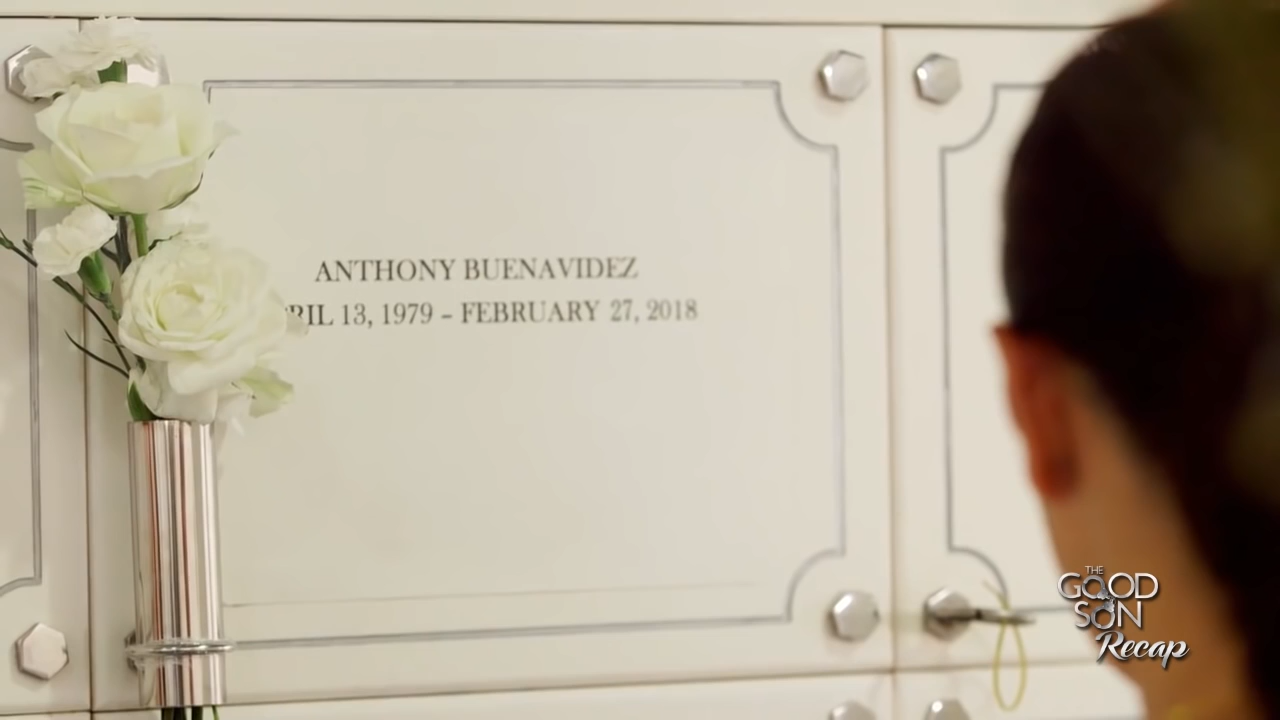 ANTHONY BUENAVIDEZ
RIL 13, 1979 – FEBRUARY 27, 2018
THE
GOOD
SON
Recap